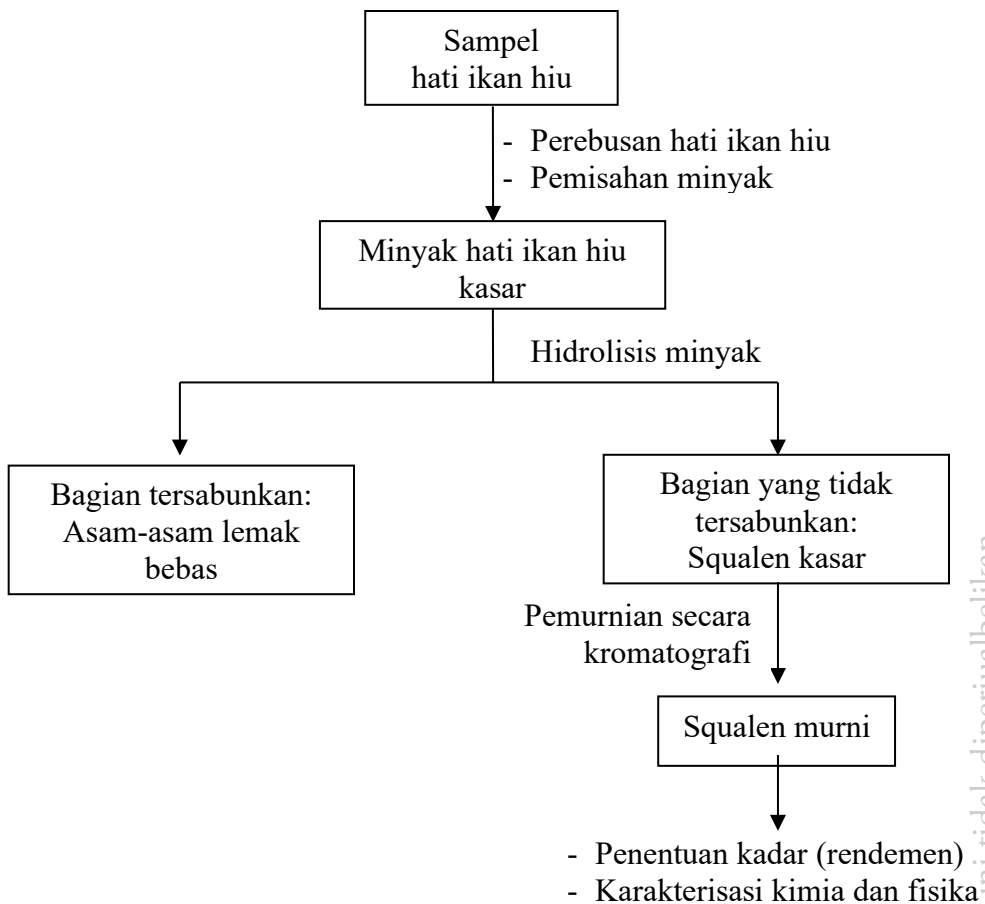 Sampel
hati ikan hiu
- Perebusan hati ikan hiu
- Pemisahan minyak
Minyak hati ikan hiu
kasar
Hidrolisis minyak
Bagian tersabunkan:
Asam-asam lemak
bebas
Bagian yang tidak
tersabunkan:
Squalen kasar
Pemurnian secara
kromatografi
Squalen murni
- Penentuan kadar (rendemen)
- Karakterisasi kimia dan fisika
tidak diperjualbelikan